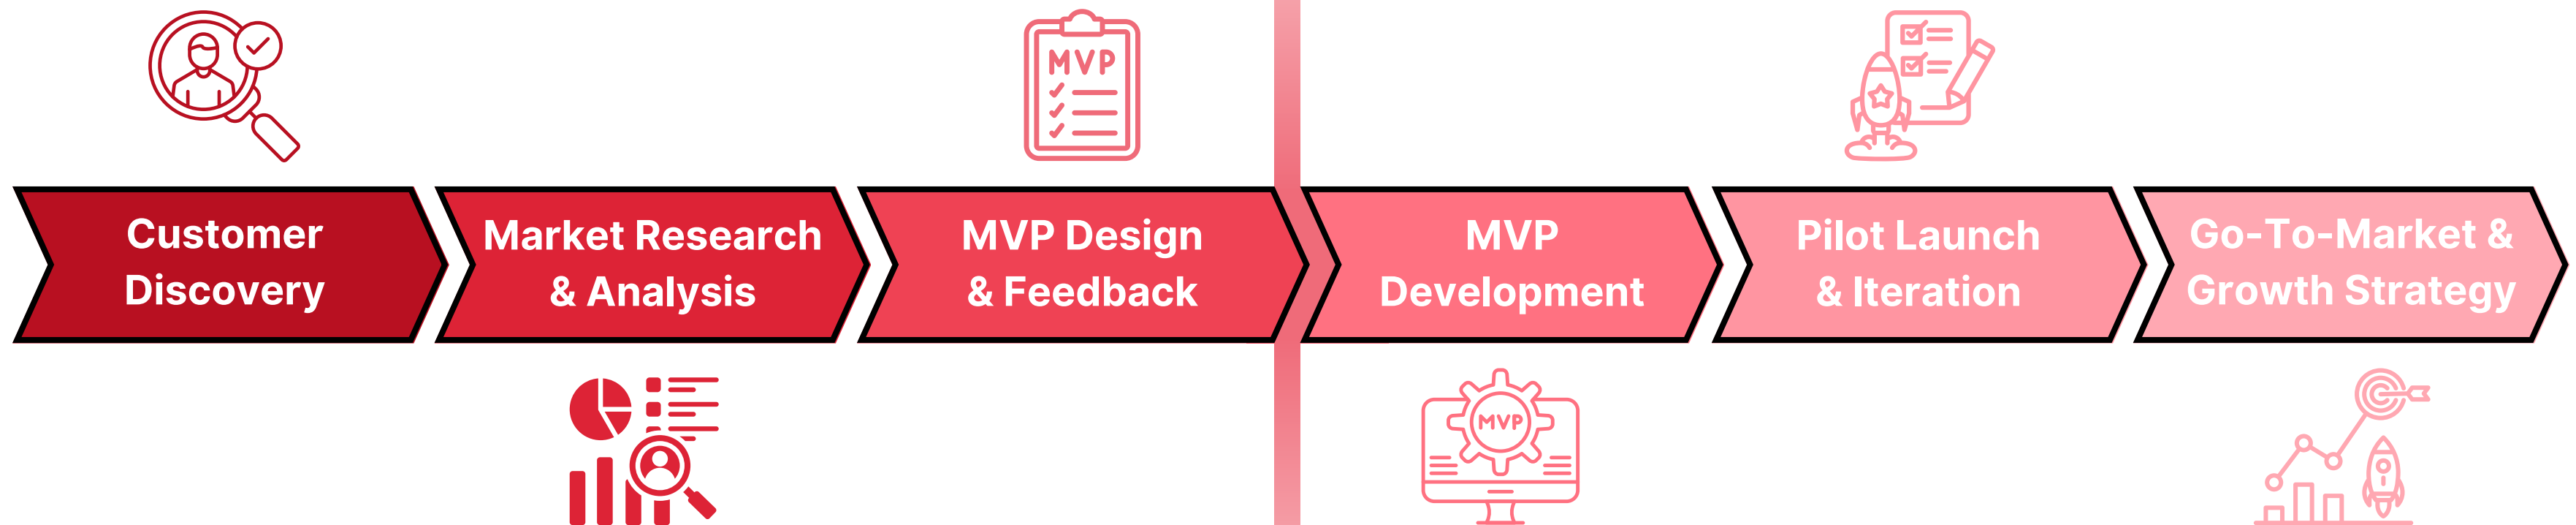 MVP
Customer
Discovery
Market Research
& Analysis
MVP Design
& Feedback
MVP
Development
Pilot Launch
& Iteration
Go-To-Market &
Growth Strategy
MVP